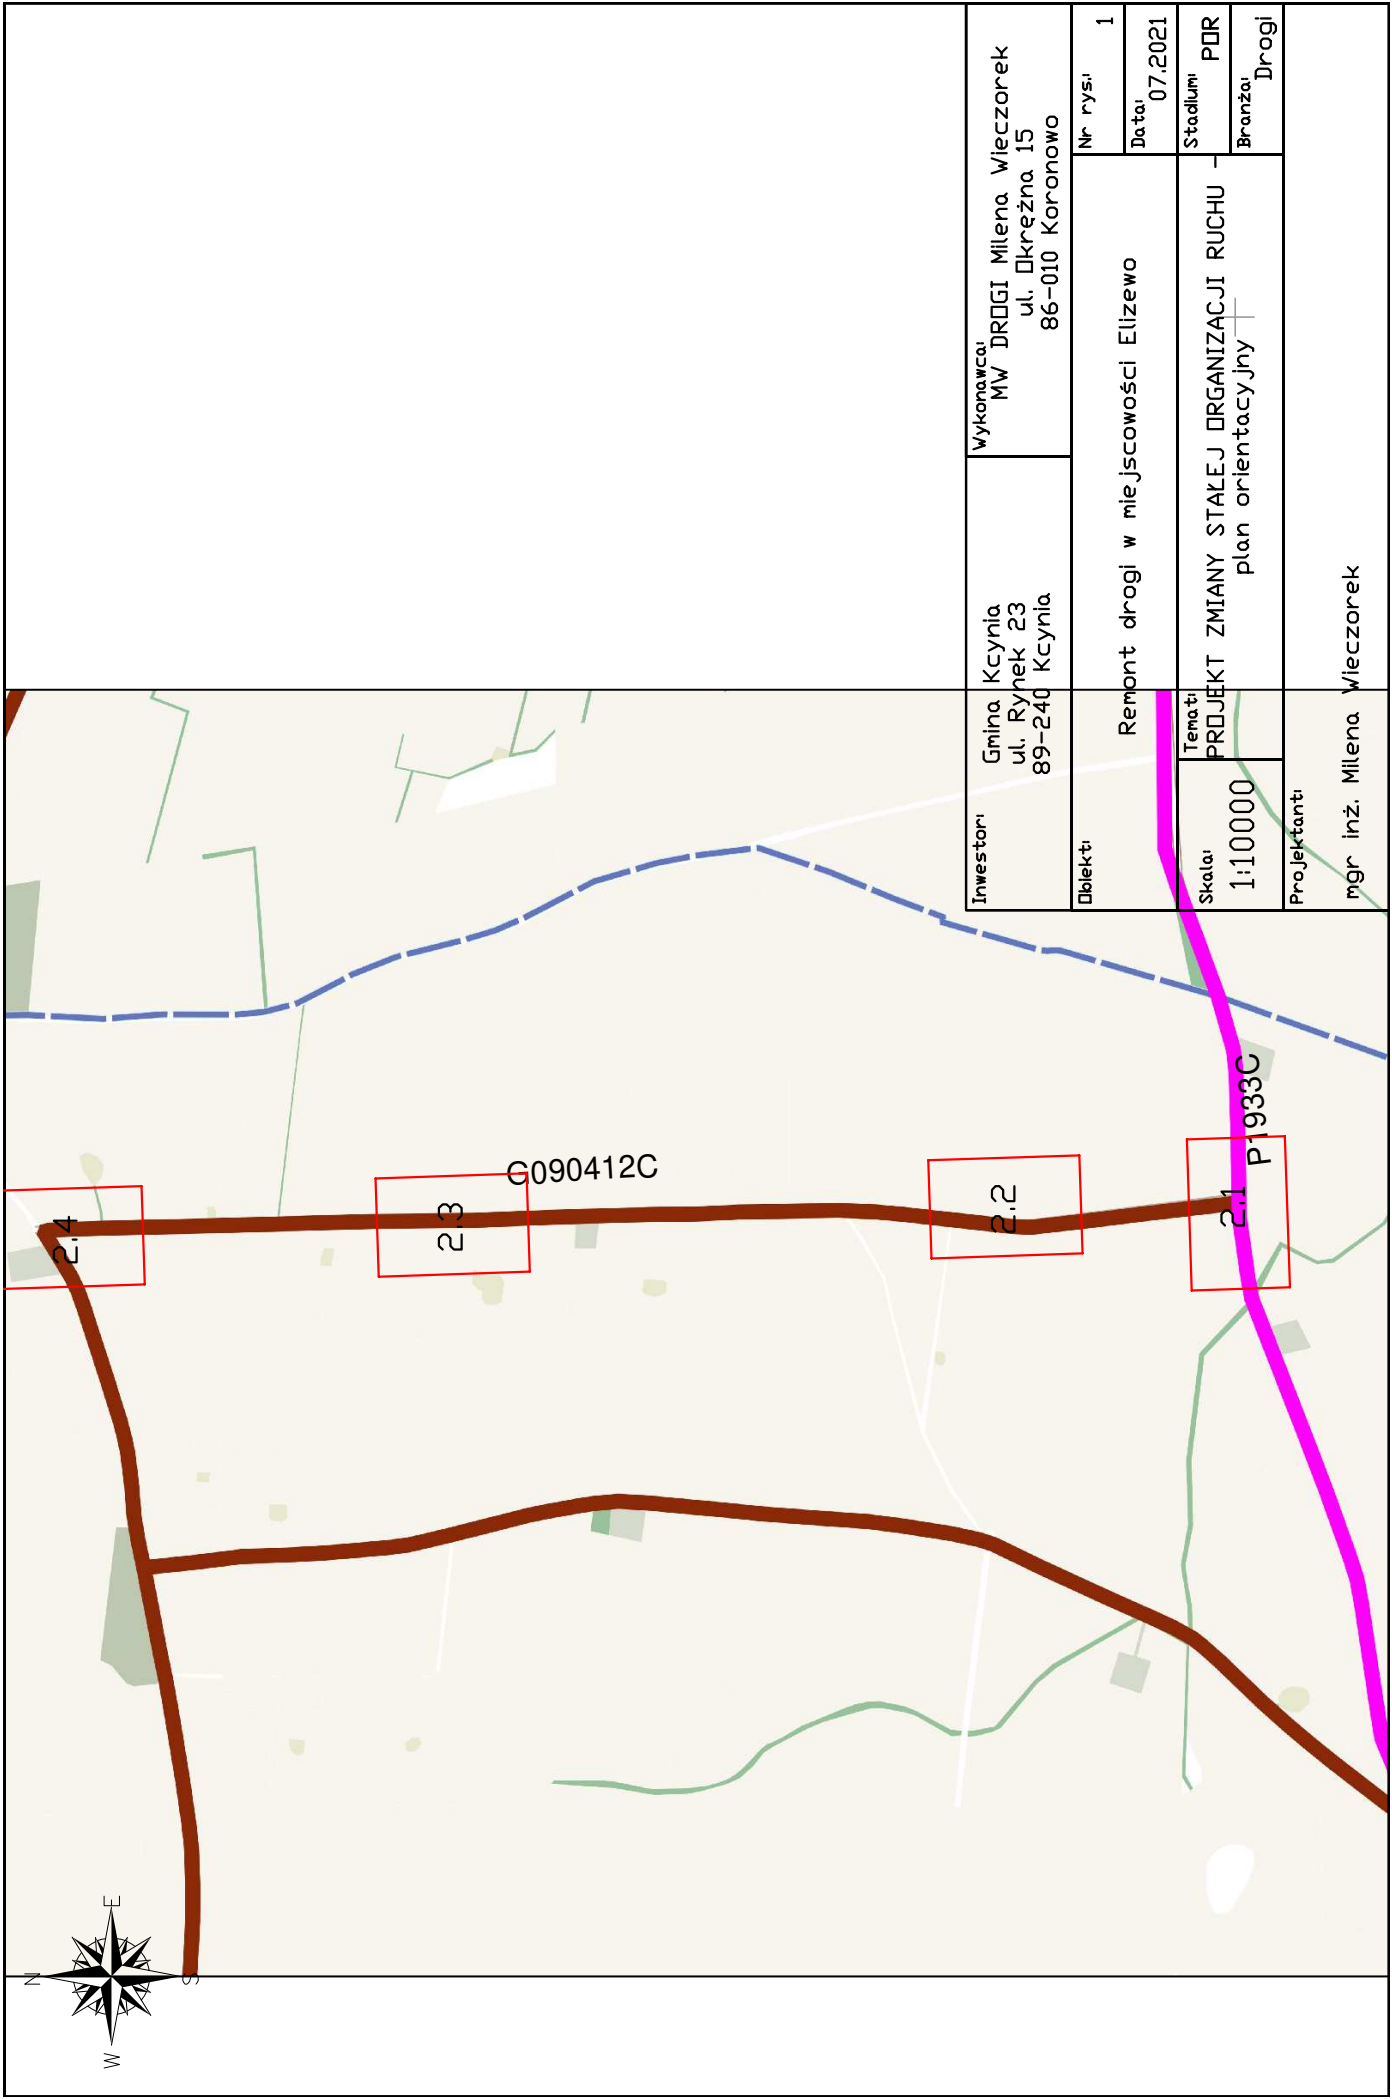 N
E
W
S
2.4
2.3
G090412C
2.2
2.1
P1933C
Inwestor:
Gmina Kcynia
ul. Rynek 23
89-240 Kcynia
Wykonawca:
MW DROGI Milena Wieczorek
ul. Okrężna 15
86-010 Koronowo
Obiekt:
Remont drogi w miejscowości Elizewo
Nr rys.:
1
Data:
07.2021
Skala:
1:10000
Temat:
PROJEKT ZMIANY STAŁEJ ORGANIZACJI RUCHU -
plan orientacyjny
Stadium:
POR
Branża:
Drogi
Projektant:
mgr inż. Milena Wieczorek